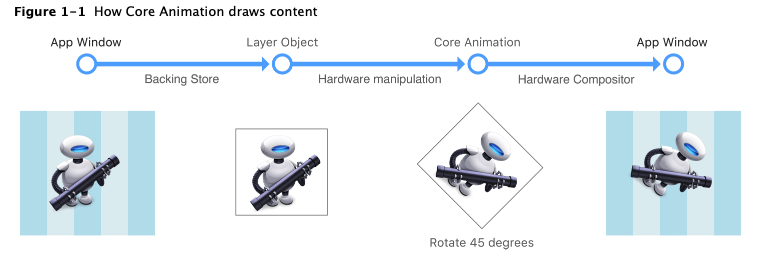 Figure 1-1 How Core Animation draws content
App Window
Layer Object
Core Animation
App Window
Backing Store
Hardware manipulation
Hardware Compositor
Rotate 45 degrees